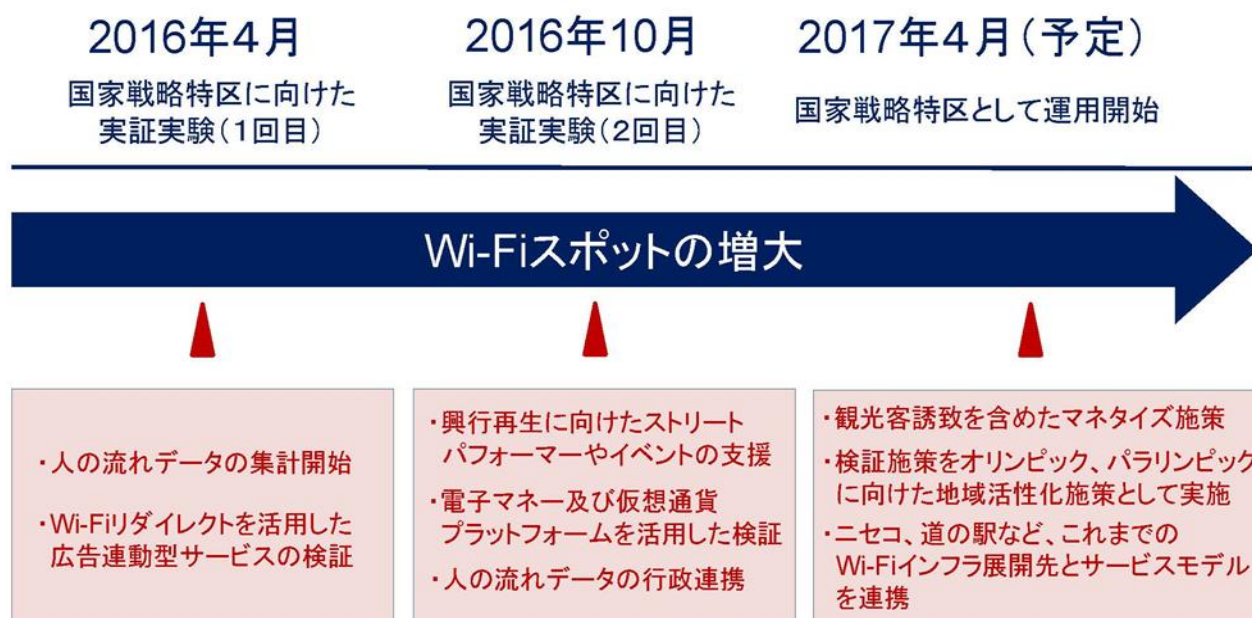 2016年4月
国家戦略特区に向けた
実証実験（1回目）
2016年10月
国家戦略特区に向けた
実証実験（2回目）
2017年4月（予定）
国家戦略特区として運用開始
Wi-Fiスポットの増大
・人の流れデータの集計開始
・Wi-Fiリダイレクトを活用した
広告連動型サービスの検証
・興行再生に向けたストリート
パフォーマーやイベントの支援
・電子マネー及び仮想通貨
プラットフォームを活用した検証
・人の流れデータの行政連携
・観光客誘致を含めたマネタイズ施策
・検証施策をオリンピック、パラリンピック
に向けた地域活性化施策として実施
・ニセコ、道の駅など、これまでの
Wi-Fiインフラ展開先とサービスモデル
を連携